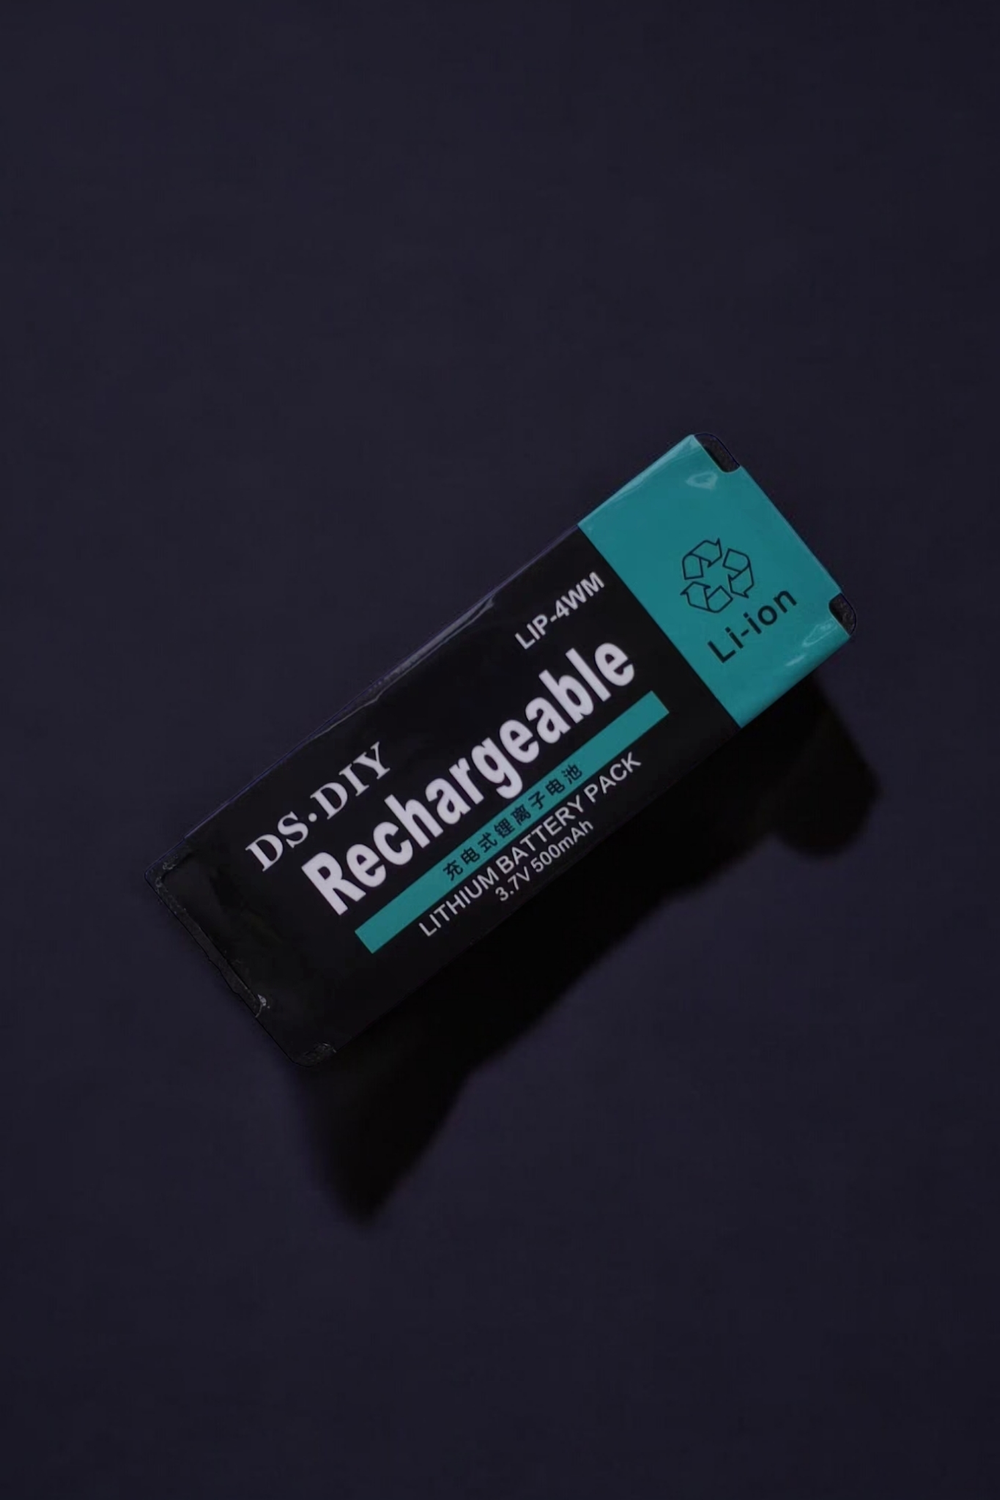 LIP-4WM
DS·DIY
Rechargeable
充电式锂离子电池
LITHIUM BATTERY PACK
3.7V 500mAh
Li-ion